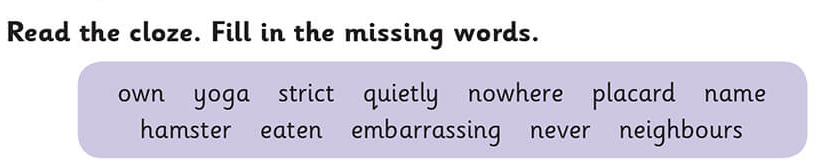 Read the cloze. Fill in the missing words.
own yoga strict quietly nowhere placard name
hamster eaten embarrassing never neighbours